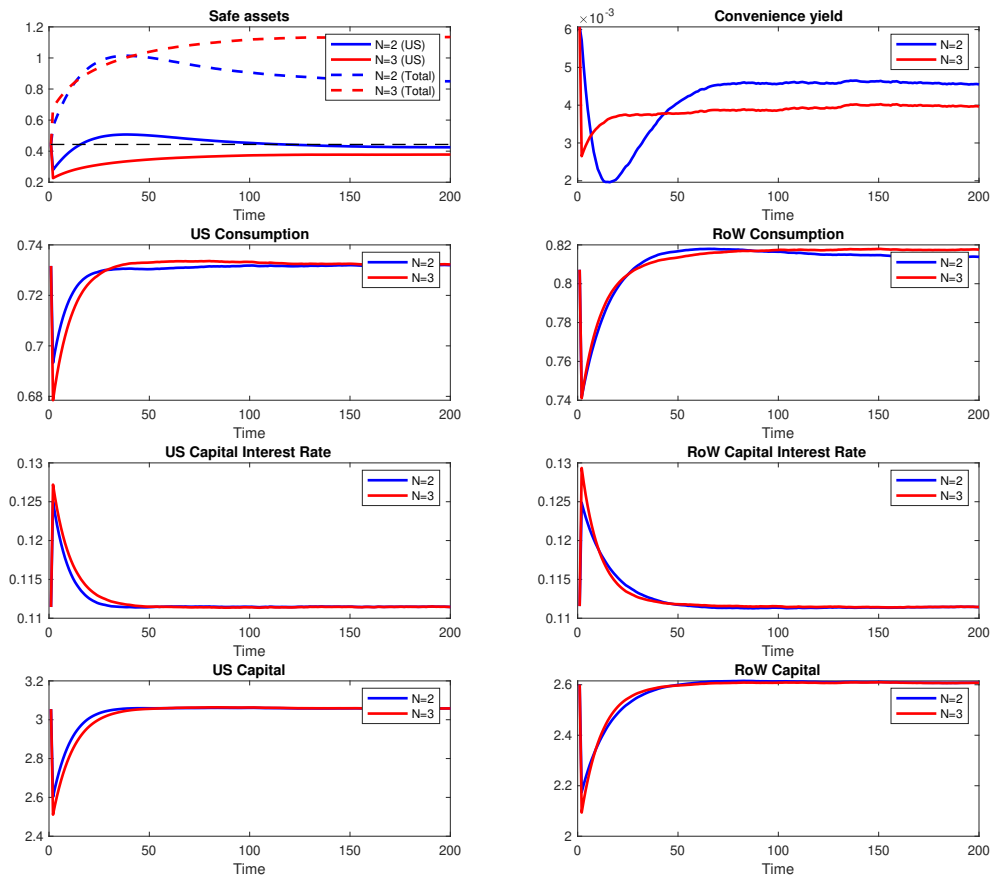 Safe assets
1.2
1
0.8
0.6
0.4
0.2
0 50 100 150 200
Time
N=2 (US)
N=3 (US)
N=2 (Total)
N=3 (Total)
Convenience yield
×10⁻³
6
5
4
3
2
0 50 100 150 200
Time
N=2
N=3
US Consumption
0.74
0.72
0.7
0.68
0 50 100 150 200
Time
N=2
N=3
RoW Consumption
0.82
0.8
0.78
0.76
0.74
0 50 100 150 200
Time
N=2
N=3
US Capital Interest Rate
0.13
0.125
0.12
0.115
0.11
0 50 100 150 200
Time
N=2
N=3
RoW Capital Interest Rate
0.13
0.125
0.12
0.115
0.11
0 50 100 150 200
Time
N=2
N=3
US Capital
3.2
3
2.8
2.6
2.4
0 50 100 150 200
Time
N=2
N=3
RoW Capital
2.6
2.4
2.2
2
0 50 100 150 200
Time
N=2
N=3